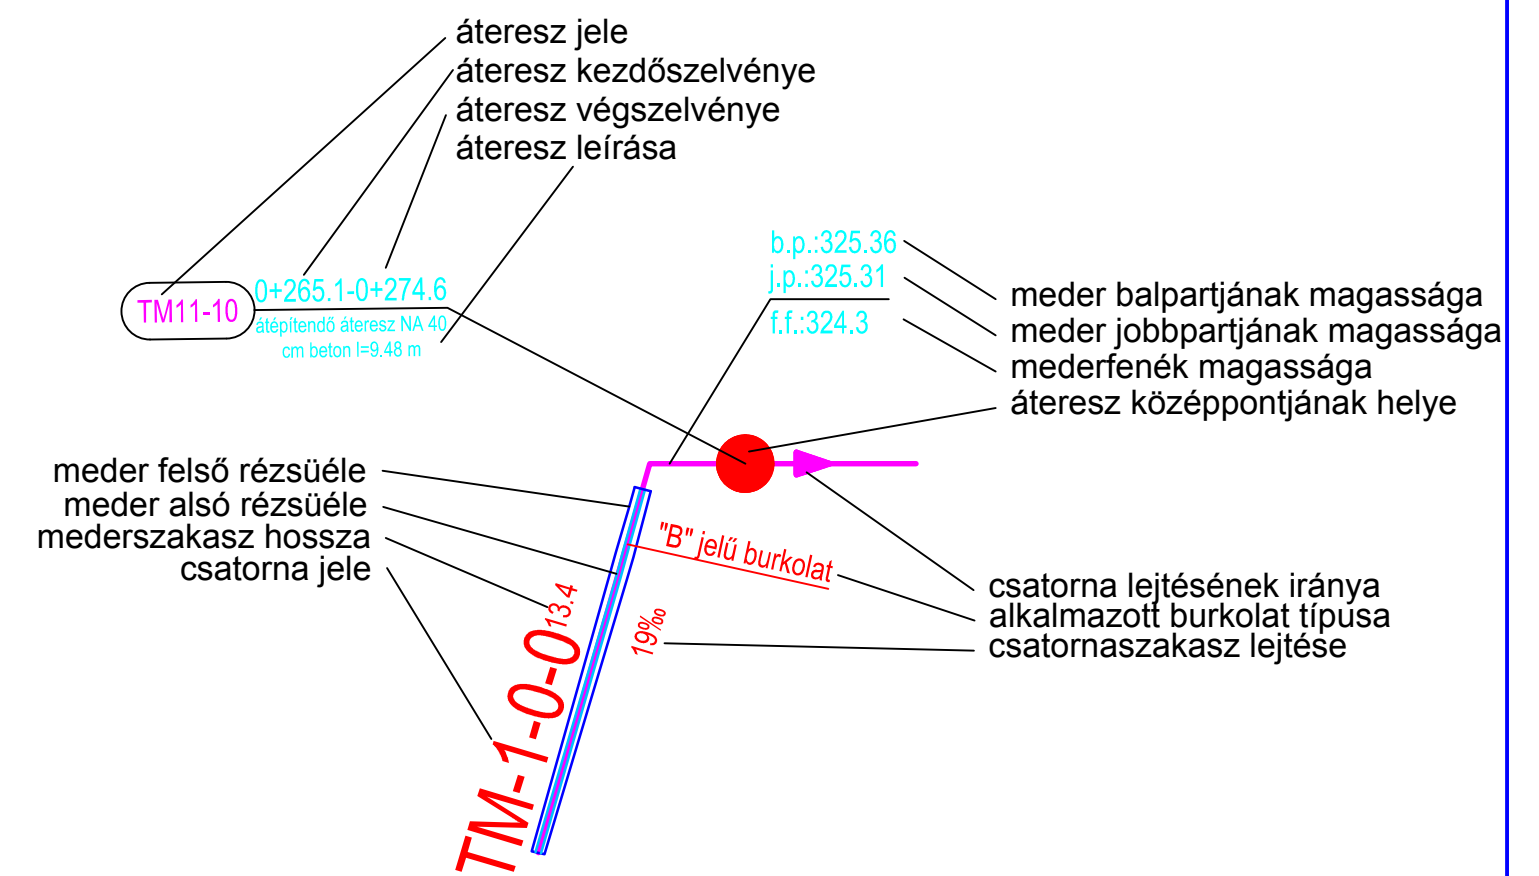 áteresz jele
áteresz kezdőszelvénye
áteresz végszelvénye
áteresz leírása
TM11-10
0+265.1-0+274.6
átépítendő áteresz NA 40
cm beton l=9.48 m
b.p.:325.36
j.p.:325.31
f.f.:324.3
meder balpartjának magassága
meder jobbpartjának magassága
mederfenék magassága
áteresz középpontjának helye
meder felső rézsüéle
meder alsó rézsüéle
mederszakasz hossza
csatorna jele
"B" jelű burkolat
13.4
19‰
TM-1-0-0
csatorna lejtésének iránya
alkalmazott burkolat típusa
csatornaszakasz lejtése